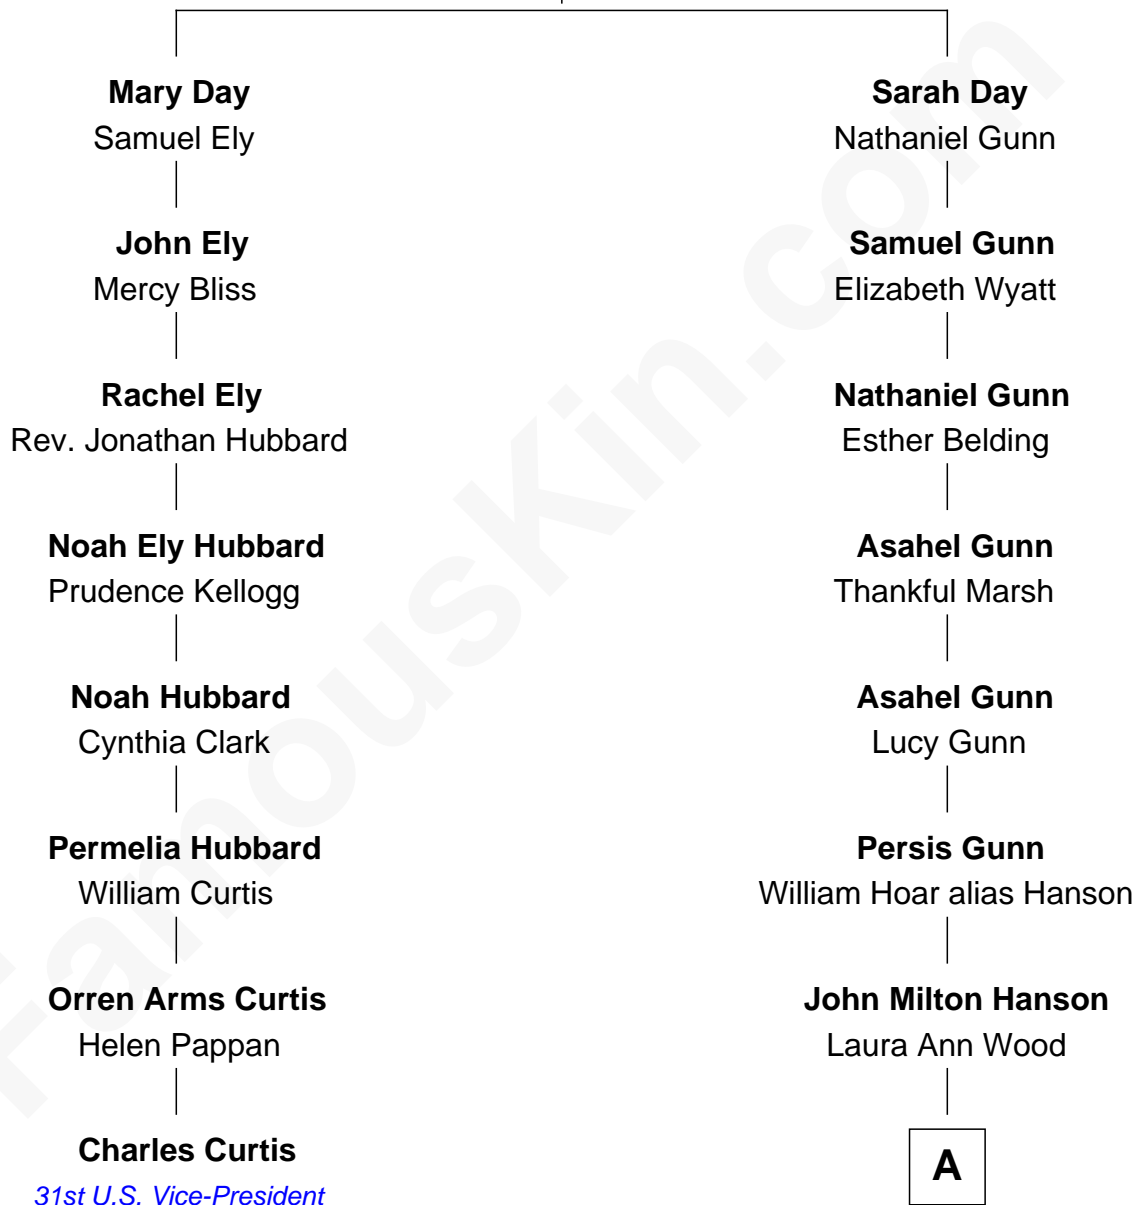 Mary Day
Samuel Ely
John Ely
Mercy Bliss
Rachel Ely
Rev. Jonathan Hubbard
Noah Ely Hubbard
Prudence Kellogg
Noah Hubbard
Cynthia Clark
Permelia Hubbard
William Curtis
Orren Arms Curtis
Helen Pappan
Charles Curtis
31st U.S. Vice-President
Sarah Day
Nathaniel Gunn
Samuel Gunn
Elizabeth Wyatt
Nathaniel Gunn
Esther Belding
Asahel Gunn
Thankful Marsh
Asahel Gunn
Lucy Gunn
Persis Gunn
William Hoar alias Hanson
John Milton Hanson
Laura Ann Wood
A
FamousKin.com